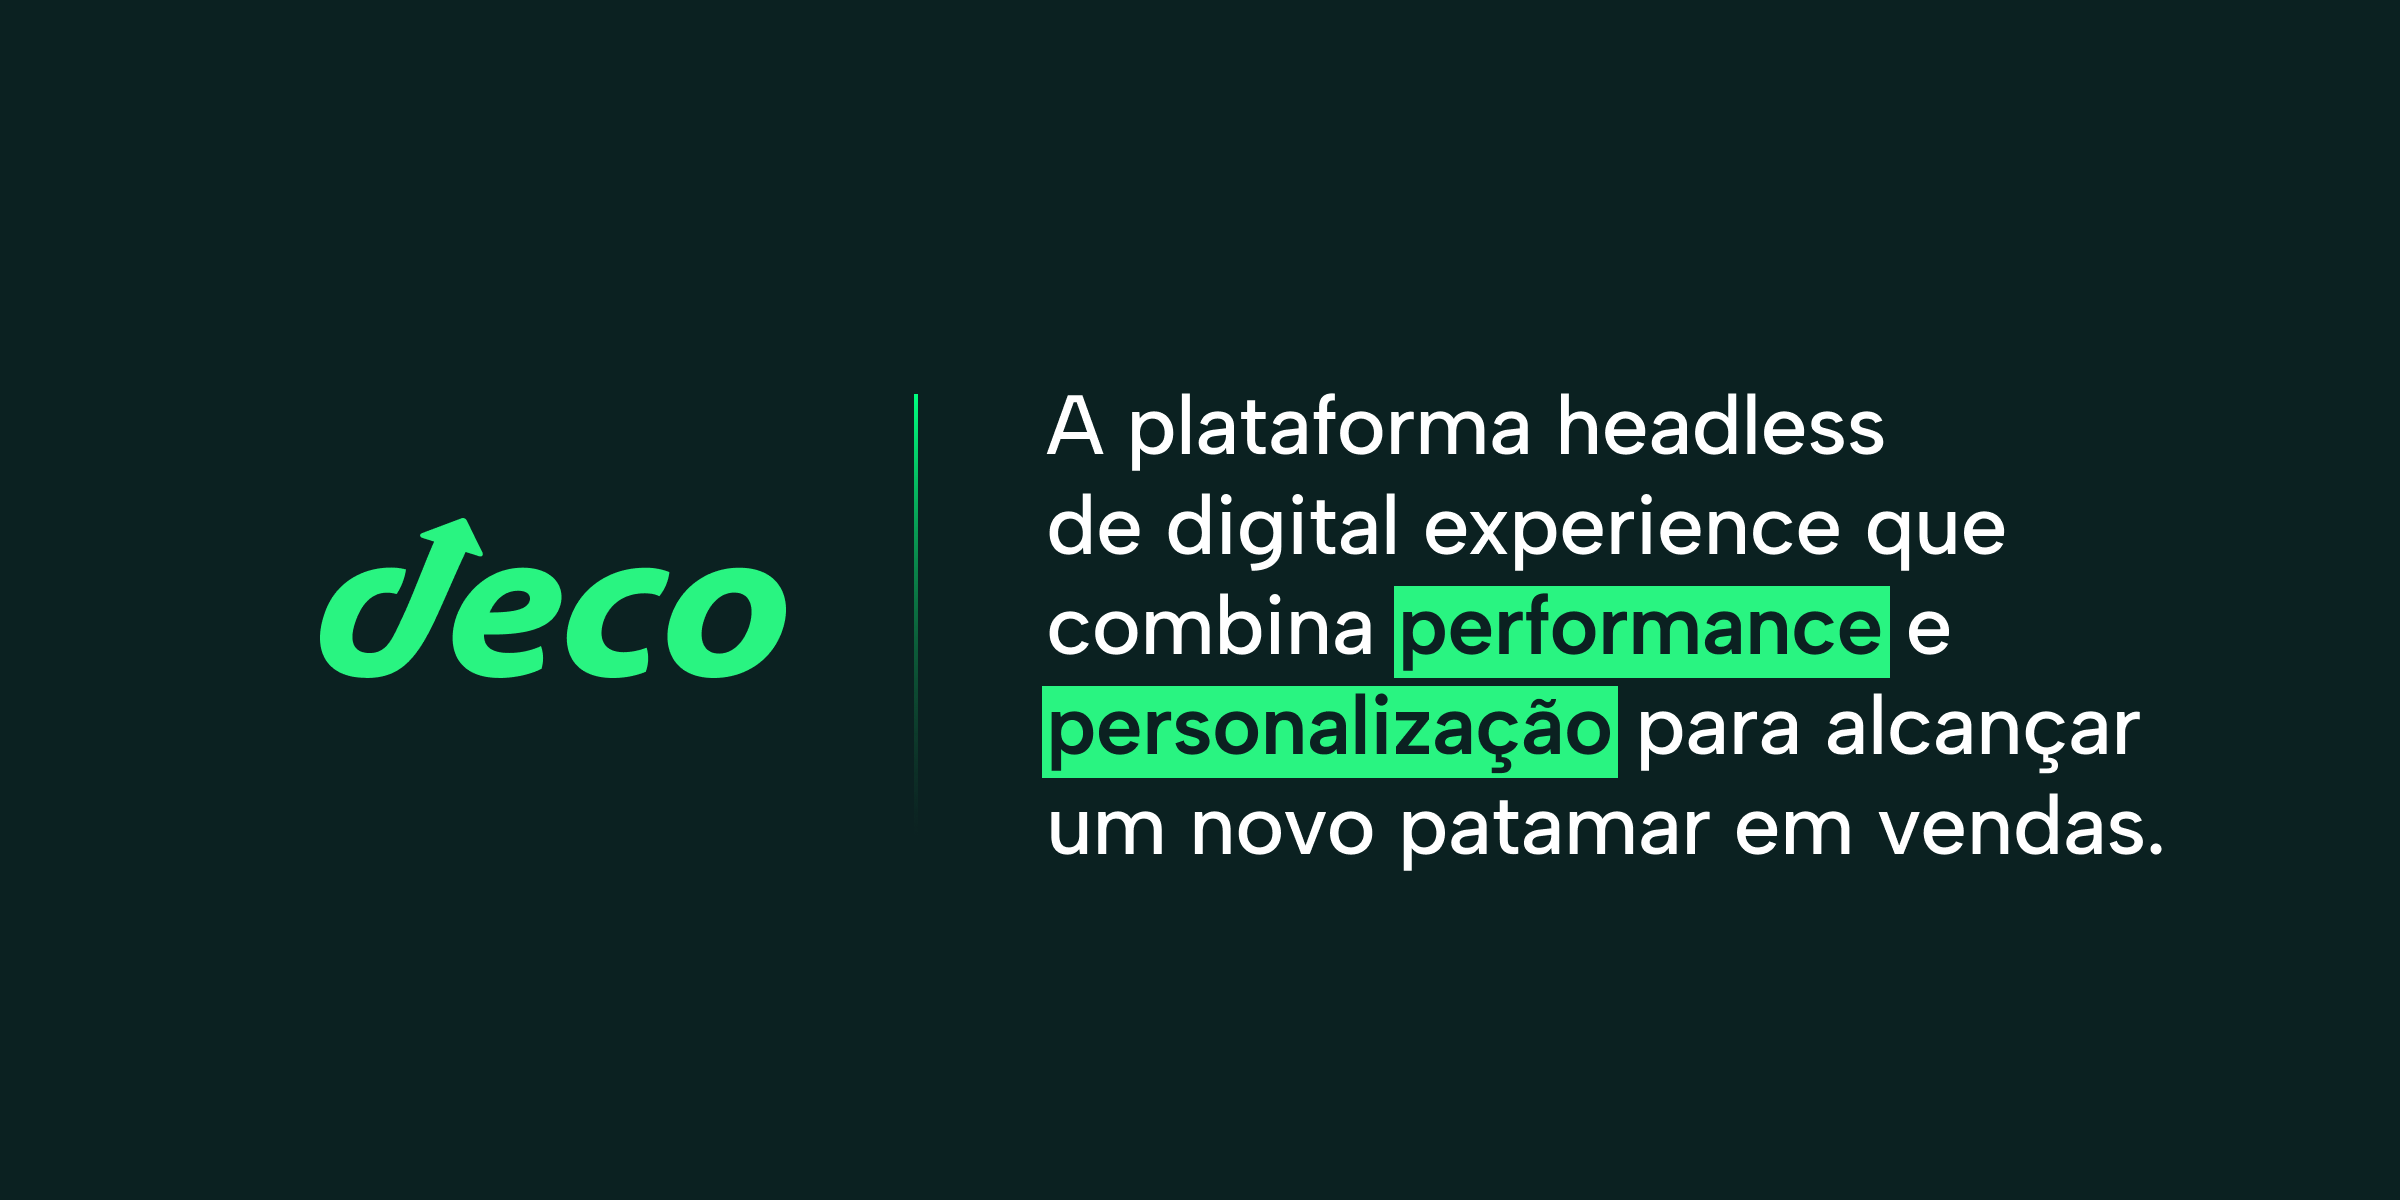 deco
A plataforma headless
de digital experience que
combina performance e
personalização para alcançar
um novo patamar em vendas.